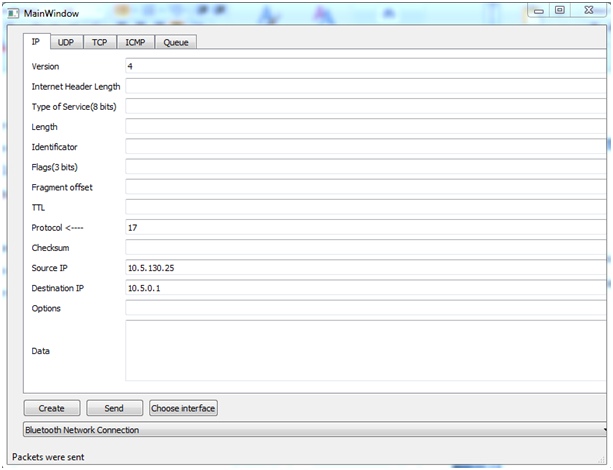 MainWindow
IP UDP TCP ICMP Queue
Version 4
Internet Header Length
Type of Service(8 bits)
Length
Identificator
Flags(3 bits)
Fragment offset
TTL
Protocol <---- 17
Checksum
Source IP 10.5.130.25
Destination IP 10.5.0.1
Options
Data
Create Send Choose interface
Bluetooth Network Connection
Packets were sent